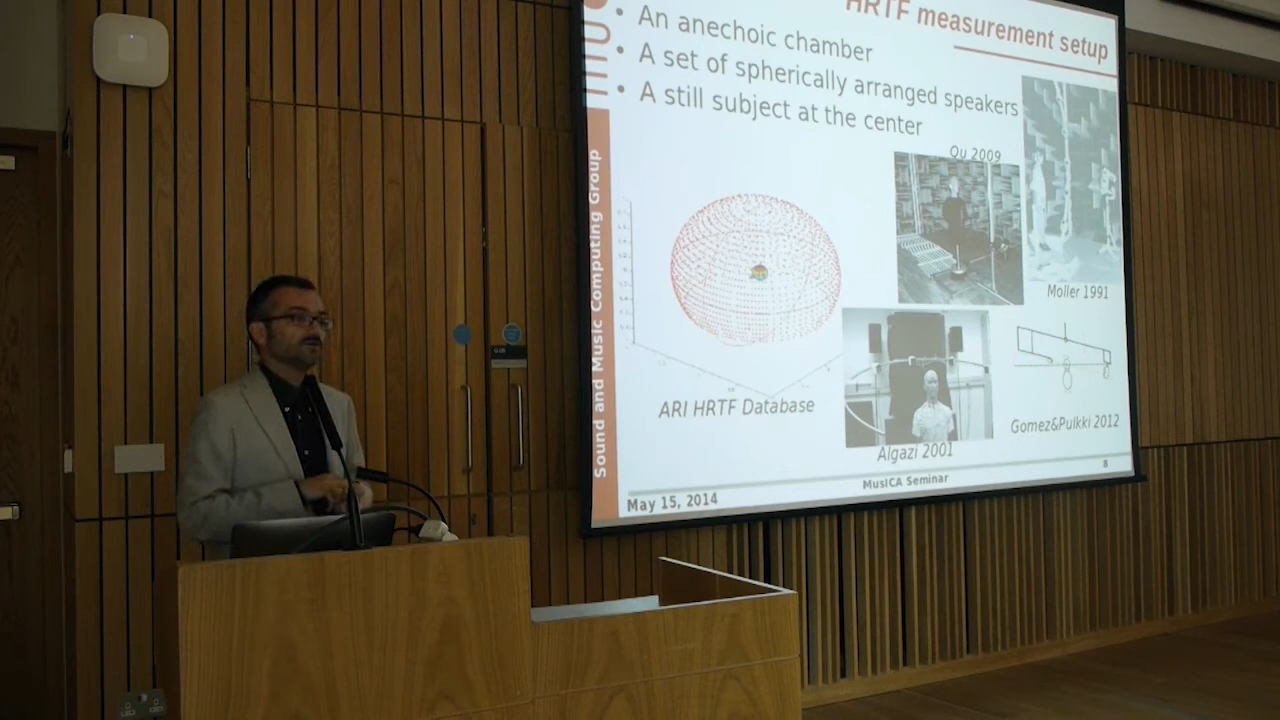 HRTF measurement setup
• An anechoic chamber
• A set of spherically arranged speakers
• A still subject at the center
Qu 2009
Moller 1991
ARI HRTF Database
Algazi 2001
Gomez&Pulkki 2012
Sound and Music Computing Group
May 15, 2014
MusICA Seminar
8